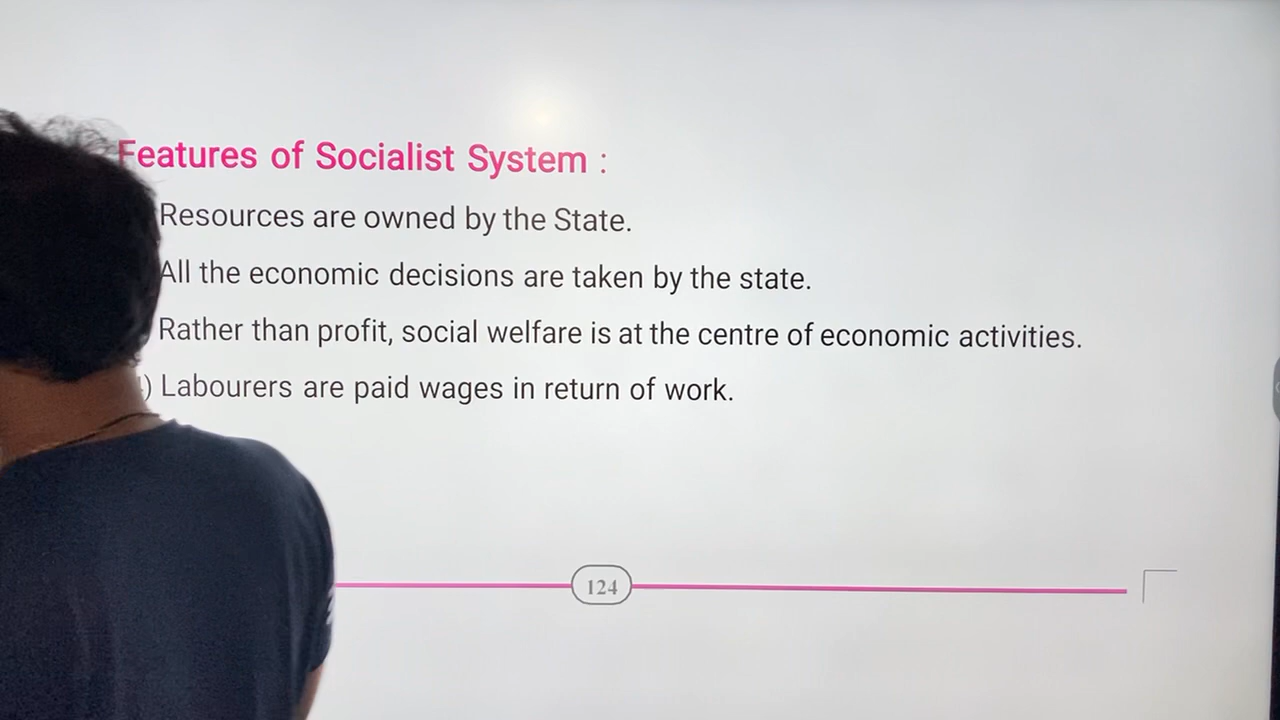 Features of Socialist System :
Resources are owned by the State.
All the economic decisions are taken by the state.
Rather than profit, social welfare is at the centre of economic activities.
) Labourers are paid wages in return of work.
124